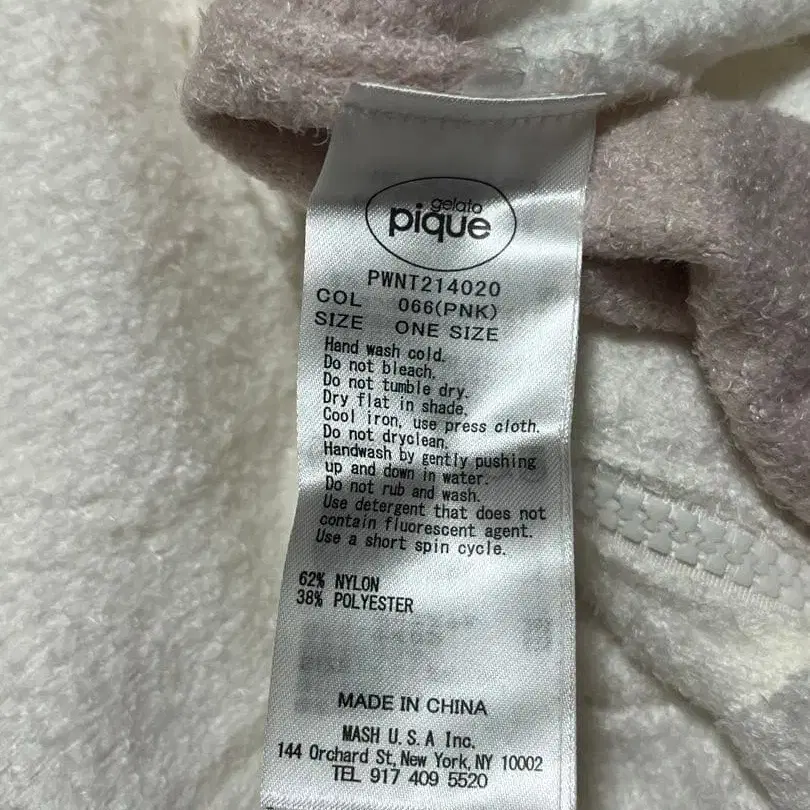 gelato
pique
PWNT214020
COL 066(PNK)
SIZE ONE SIZE
Hand wash cold.
Do not bleach.
Do not tumble dry.
Dry flat in shade.
Cool iron, use press cloth.
Do not dryclean.
Handwash by gently pushing
up and down in water.
Do not rub and wash.
Use detergent that does not
contain fluorescent agent.
Use a short spin cycle.
62% NYLON
38% POLYESTER
MADE IN CHINA
MASH U.S.A Inc.
144 Orchard St, New York, NY 10002
TEL 917 409 5520